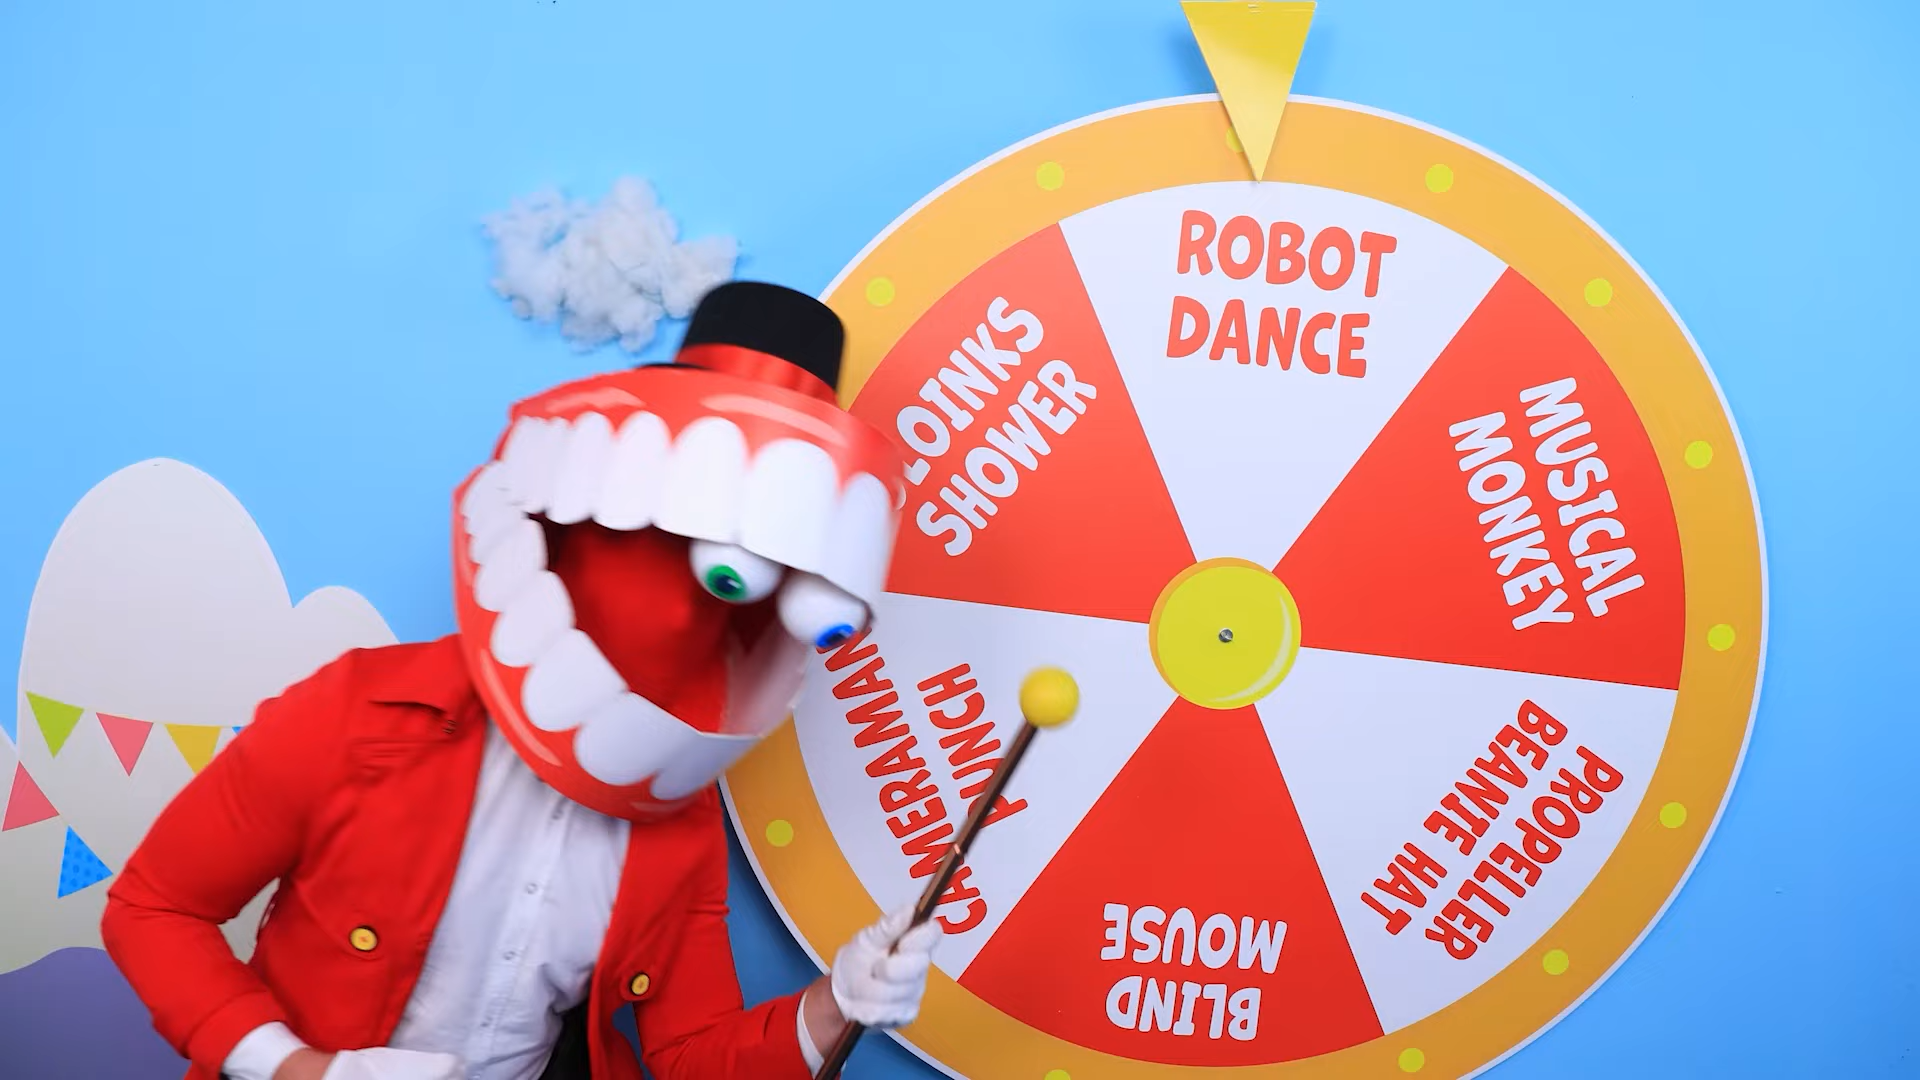 ROBOT
DANCE
MUSICAL
MONKEY
PROPELLER
BEANIE HAT
BLIND
MOUSE
CAMERAMAN
PUNCH
SHOWER